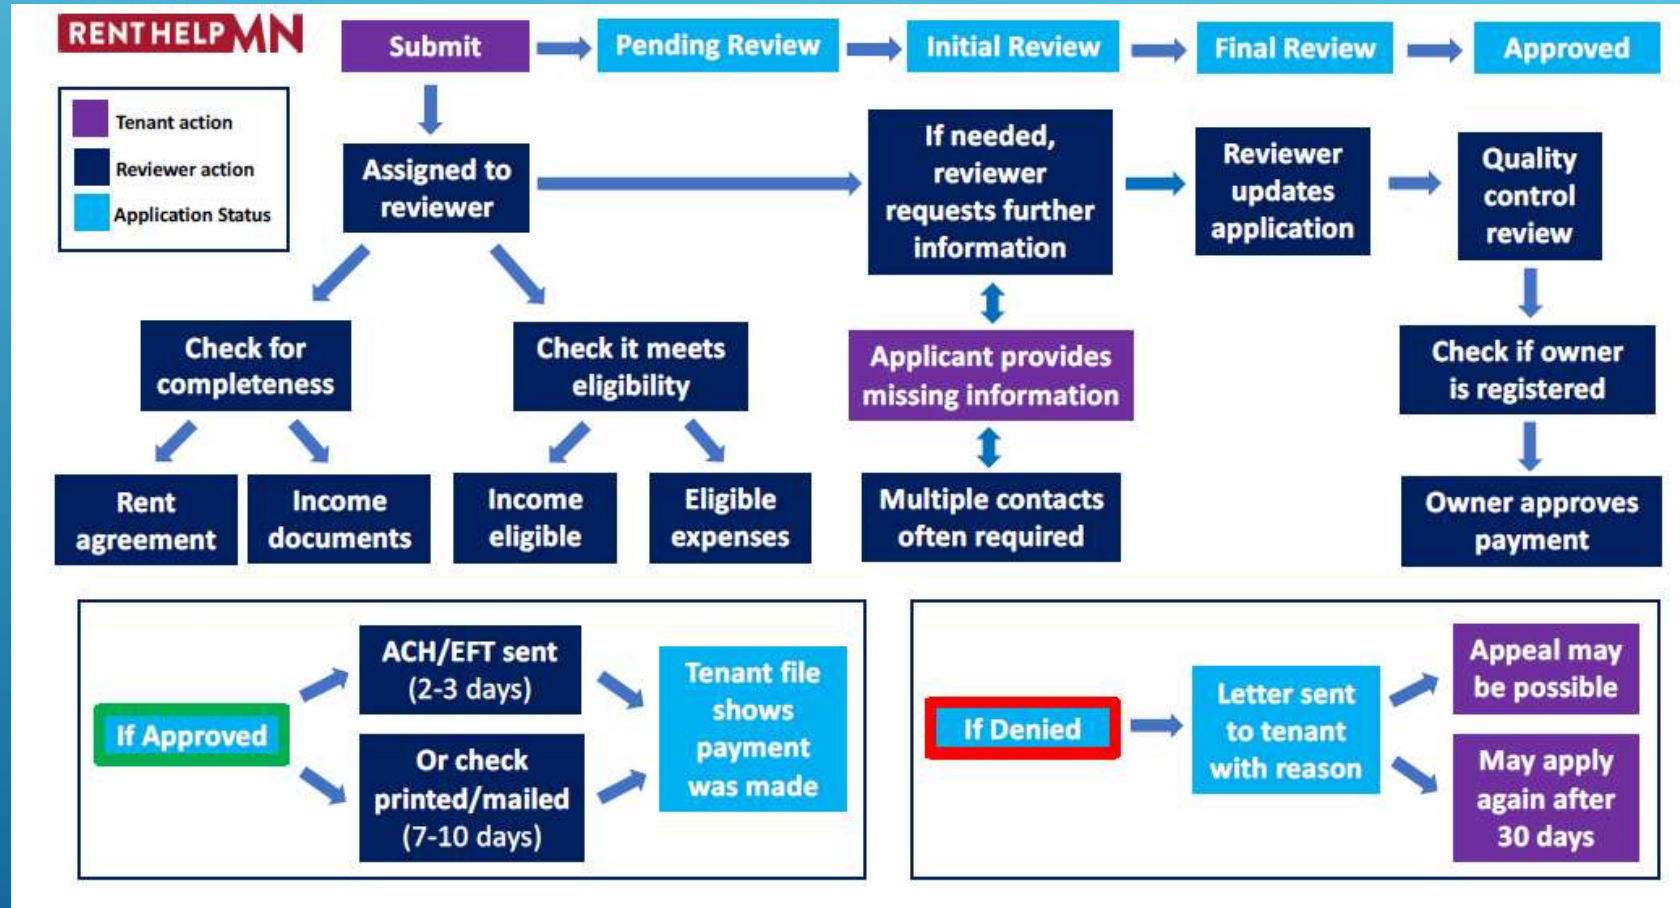 RENTHELPMN
Submit
Pending Review
Initial Review
Final Review
Approved
Tenant action
Reviewer action
Application Status
Assigned to
reviewer
If needed,
reviewer
requests further
information
Reviewer
updates
application
Quality
control
review
Check for
completeness
Check it meets
eligibility
Applicant provides
missing information
Check if owner
is registered
Rent
agreement
Income
documents
Income
eligible
Eligible
expenses
Multiple contacts
often required
Owner approves
payment
If Approved
ACH/EFT sent
(2-3 days)
Or check
printed/mailed
(7-10 days)
Tenant file
shows
payment
was made
If Denied
Letter sent
to tenant
with reason
Appeal may
be possible
May apply
again after
30 days